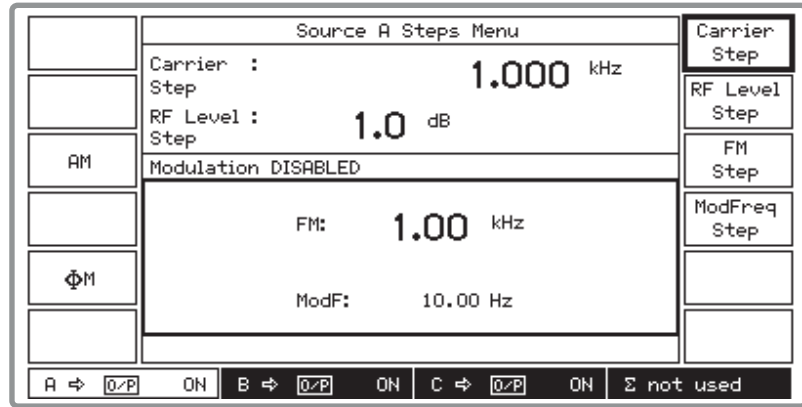 Source A Steps Menu
Carrier :
Step
1.000 kHz
RF Level :
Step
1.0 dB
Modulation DISABLED
FM: 1.00 kHz
ModF: 10.00 Hz
AM
ΦM
Carrier
Step
RF Level
Step
FM
Step
ModFreq
Step
A ⇨ O/P ON
B ⇨ O/P ON
C ⇨ O/P ON
Σ not used